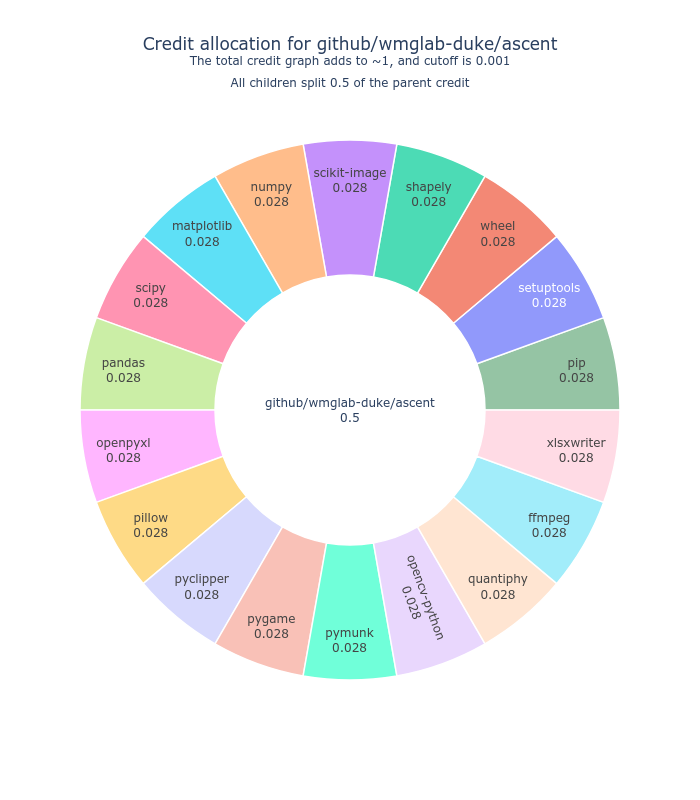 Credit allocation for github/wmglab-duke/ascent
The total credit graph adds to ~1, and cutoff is 0.001
All children split 0.5 of the parent credit
scikit-image
0.028
shapely
0.028
wheel
0.028
setuptools
0.028
pip
0.028
xlsxwriter
0.028
ffmpeg
0.028
quantiphy
0.028
opencv-python
0.028
pymunk
0.028
pygame
0.028
pyclipper
0.028
pillow
0.028
openpyxl
0.028
pandas
0.028
scipy
0.028
matplotlib
0.028
numpy
0.028
github/wmglab-duke/ascent
0.5